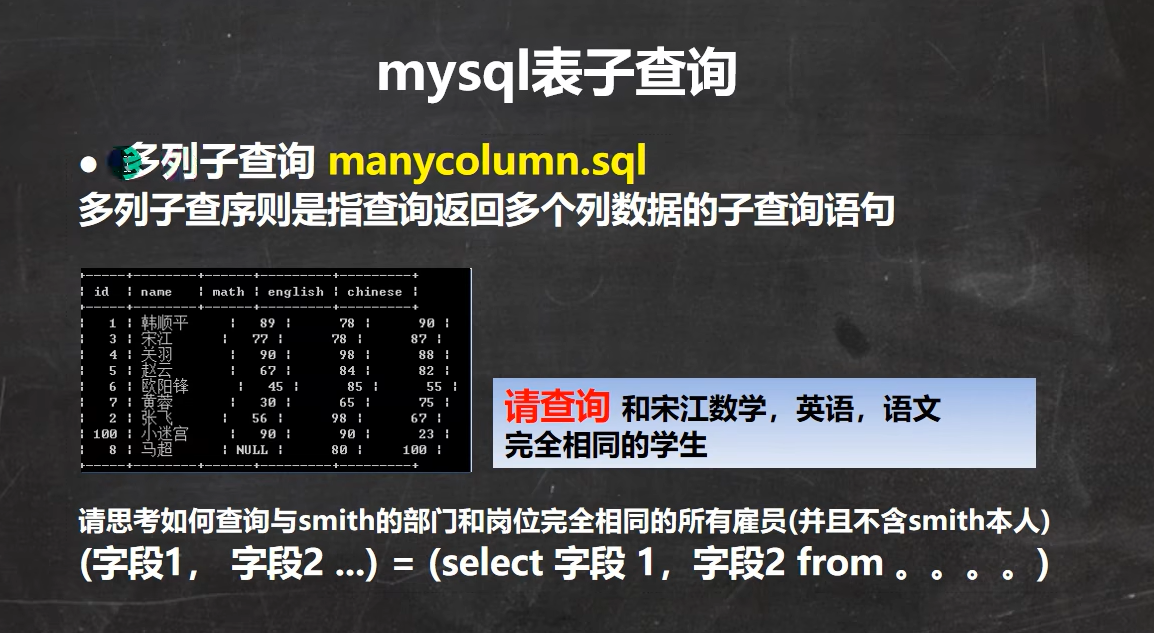 mysql表子查询
● 多列子查询 manycolumn.sql
多列子查序则是指查询返回多个列数据的子查询语句
id | name | math | english | chinese |
1 | 韩顺平 | 89 | 78 | 90 |
3 | 宋江 | 77 | 78 | 87 |
4 | 关羽 | 90 | 98 | 88 |
5 | 赵云 | 67 | 84 | 82 |
6 | 欧阳锋 | 45 | 85 | 55 |
7 | 黄蓉 | 30 | 65 | 75 |
2 | 张飞 | 56 | 98 | 67 |
100 | 小迷宫 | 90 | 90 | 23 |
8 | 马超 | NULL | 80 | 100 |
请查询 和宋江数学，英语，语文
完全相同的学生
请思考如何查询与smith的部门和岗位完全相同的所有雇员(并且不含smith本人)
(字段1， 字段2 ...) = (select 字段 1，字段2 from 。。。。)